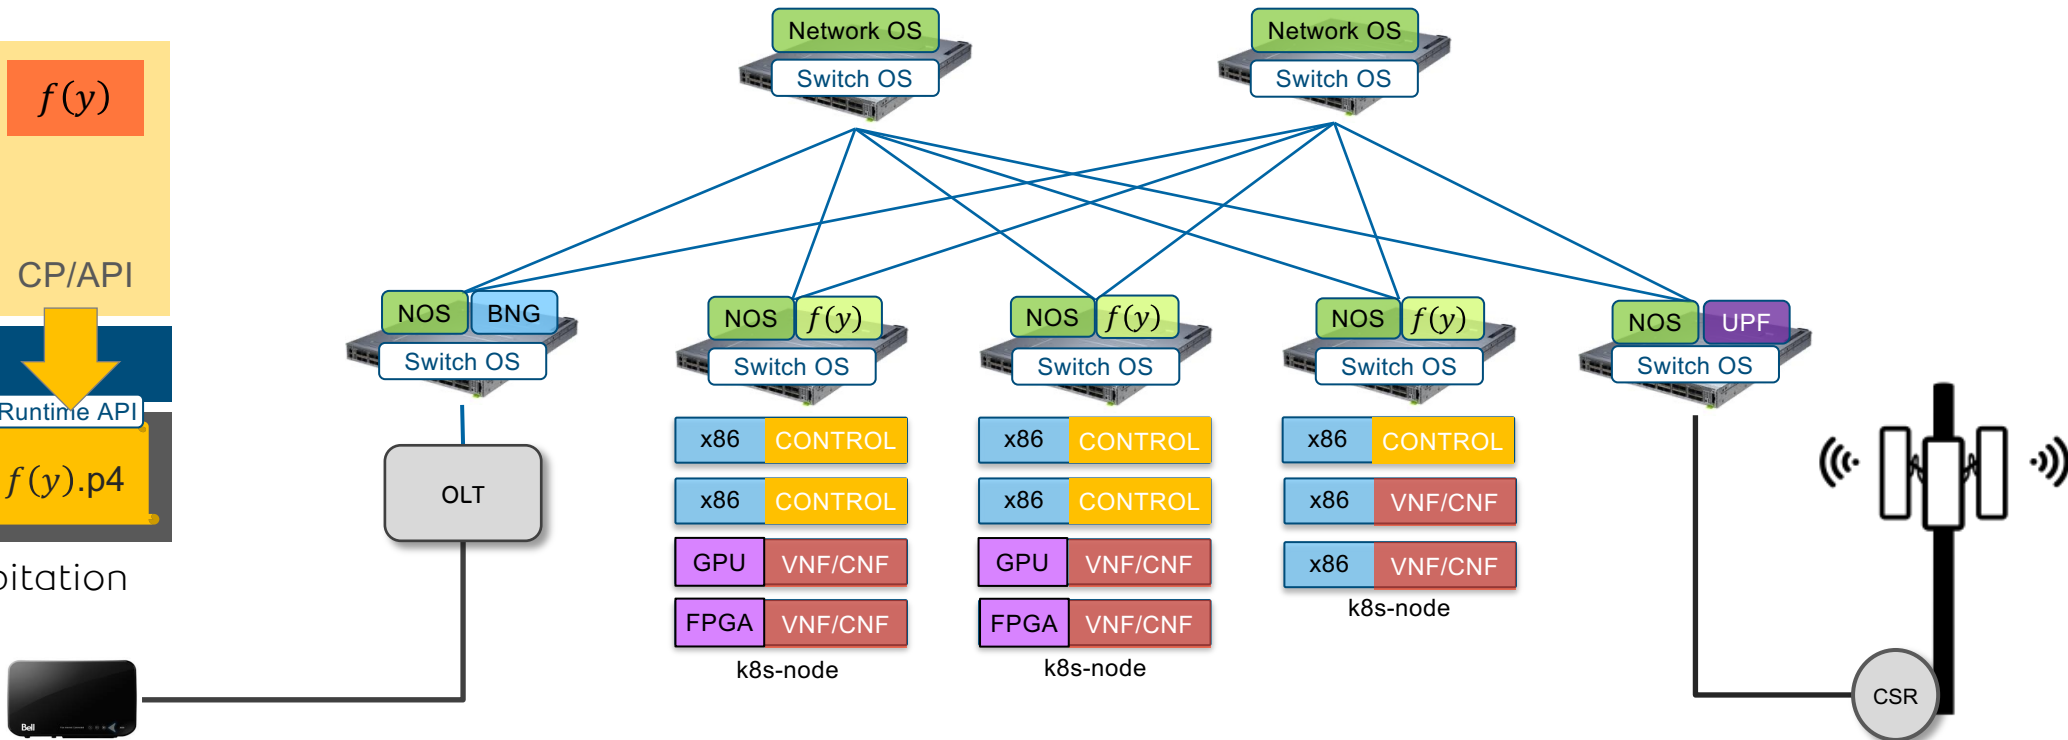 f(y)
CP/API
Runtime API
f(y).p4
pitation
Bell
Network OS
Switch OS
Network OS
Switch OS
NOS BNG
Switch OS
NOS f(y)
Switch OS
NOS f(y)
Switch OS
NOS f(y)
Switch OS
NOS UPF
Switch OS
OLT
x86 CONTROL
x86 CONTROL
GPU VNF/CNF
FPGA VNF/CNF
k8s-node
x86 CONTROL
x86 CONTROL
GPU VNF/CNF
FPGA VNF/CNF
k8s-node
x86 CONTROL
x86 VNF/CNF
x86 VNF/CNF
k8s-node
CSR